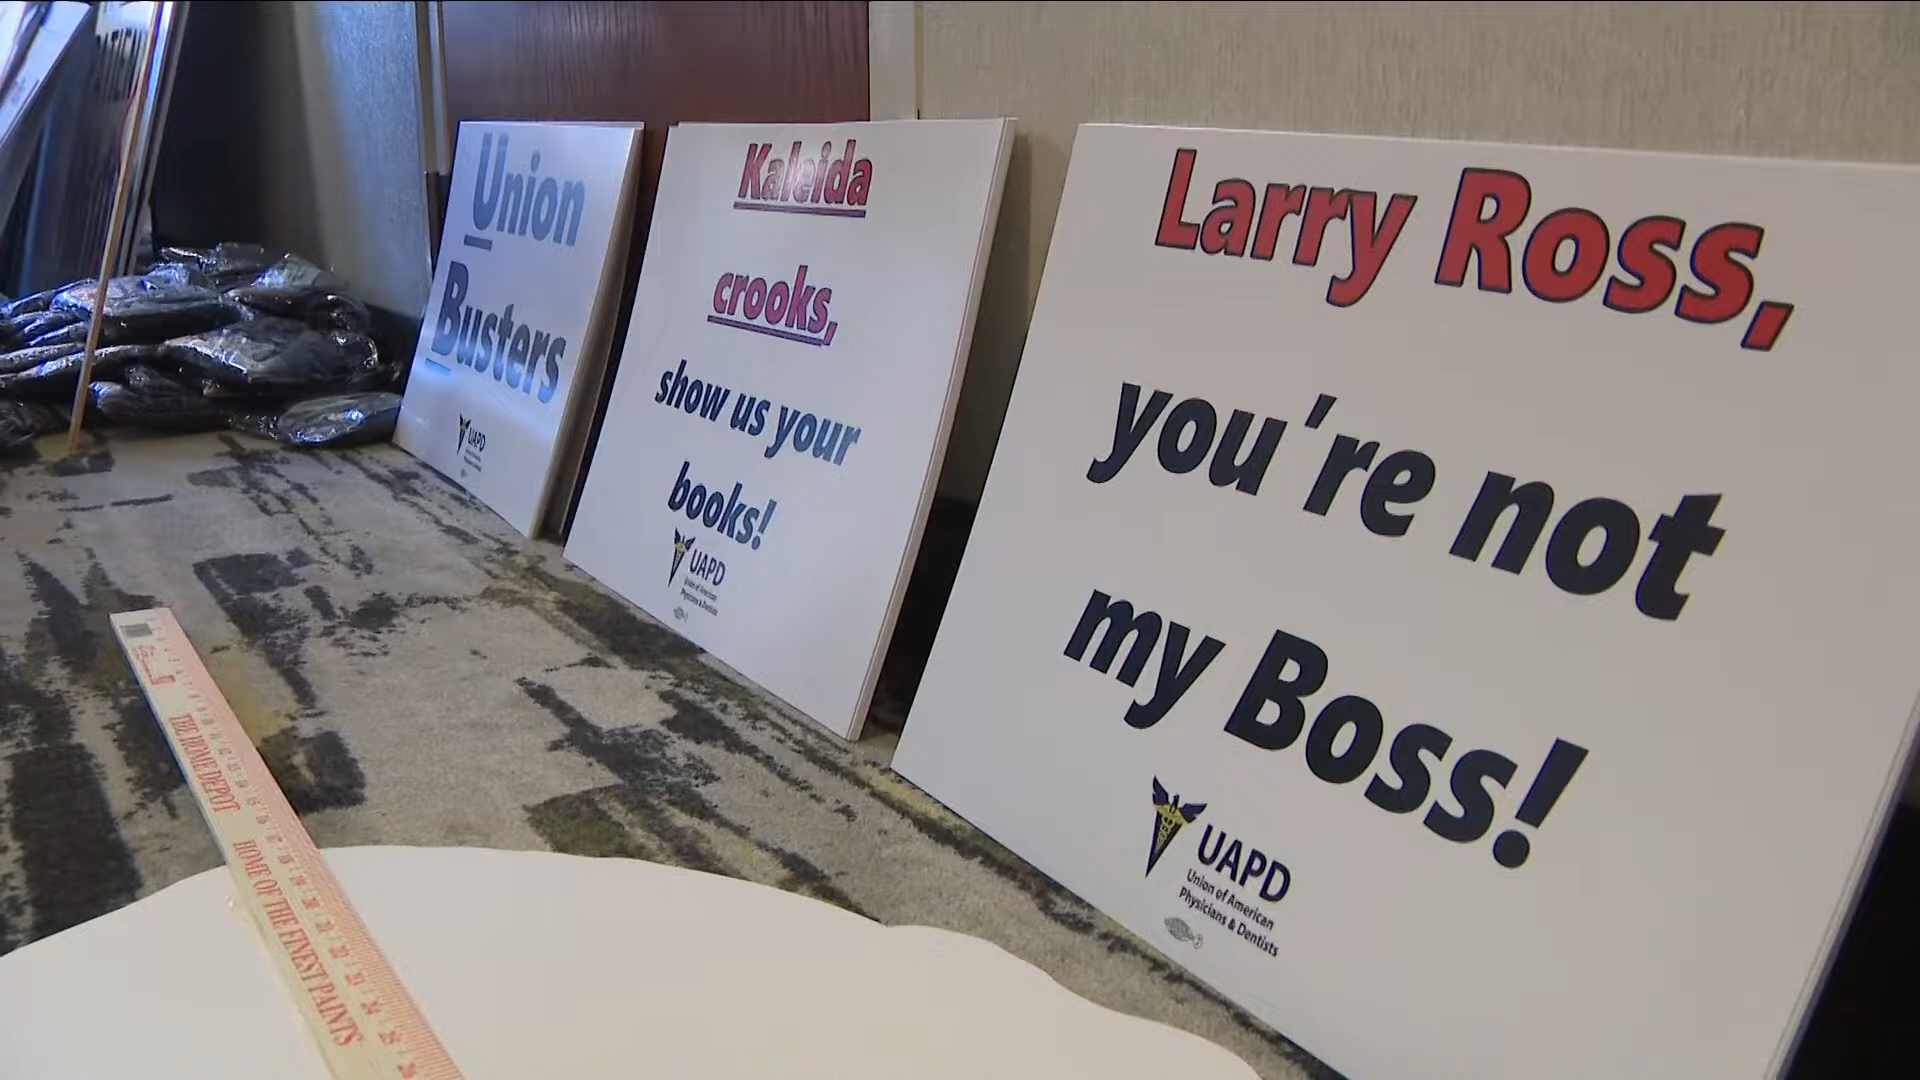 Union
Busters
UAPD
Kaleida
crooks,
show us your
books!
UAPD
Union of American
Physicians & Dentists
Larry Ross,
you're not
my Boss!
UAPD
Union of American
Physicians & Dentists
THE HOME DEPOT
HOME OF THE FINEST PAINTS